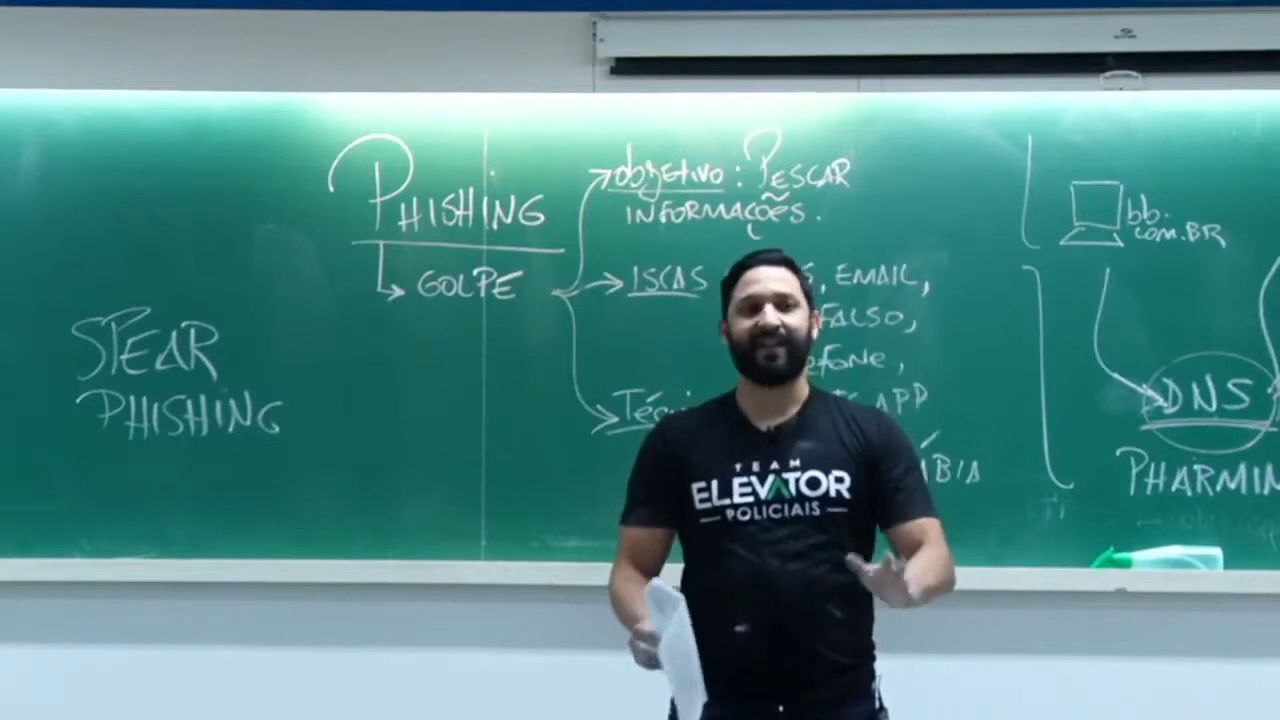 PHISHING
GOLPE
objetivo: PESCAR
INFORMAÇÕES.
ISCAS
, EMAIL,
FALSO,
efone,
APP
SPEAR
PHISHING
bb.
com.BR
DNS
PHARMIN
TEAM
ELEVATOR
POLICIAIS